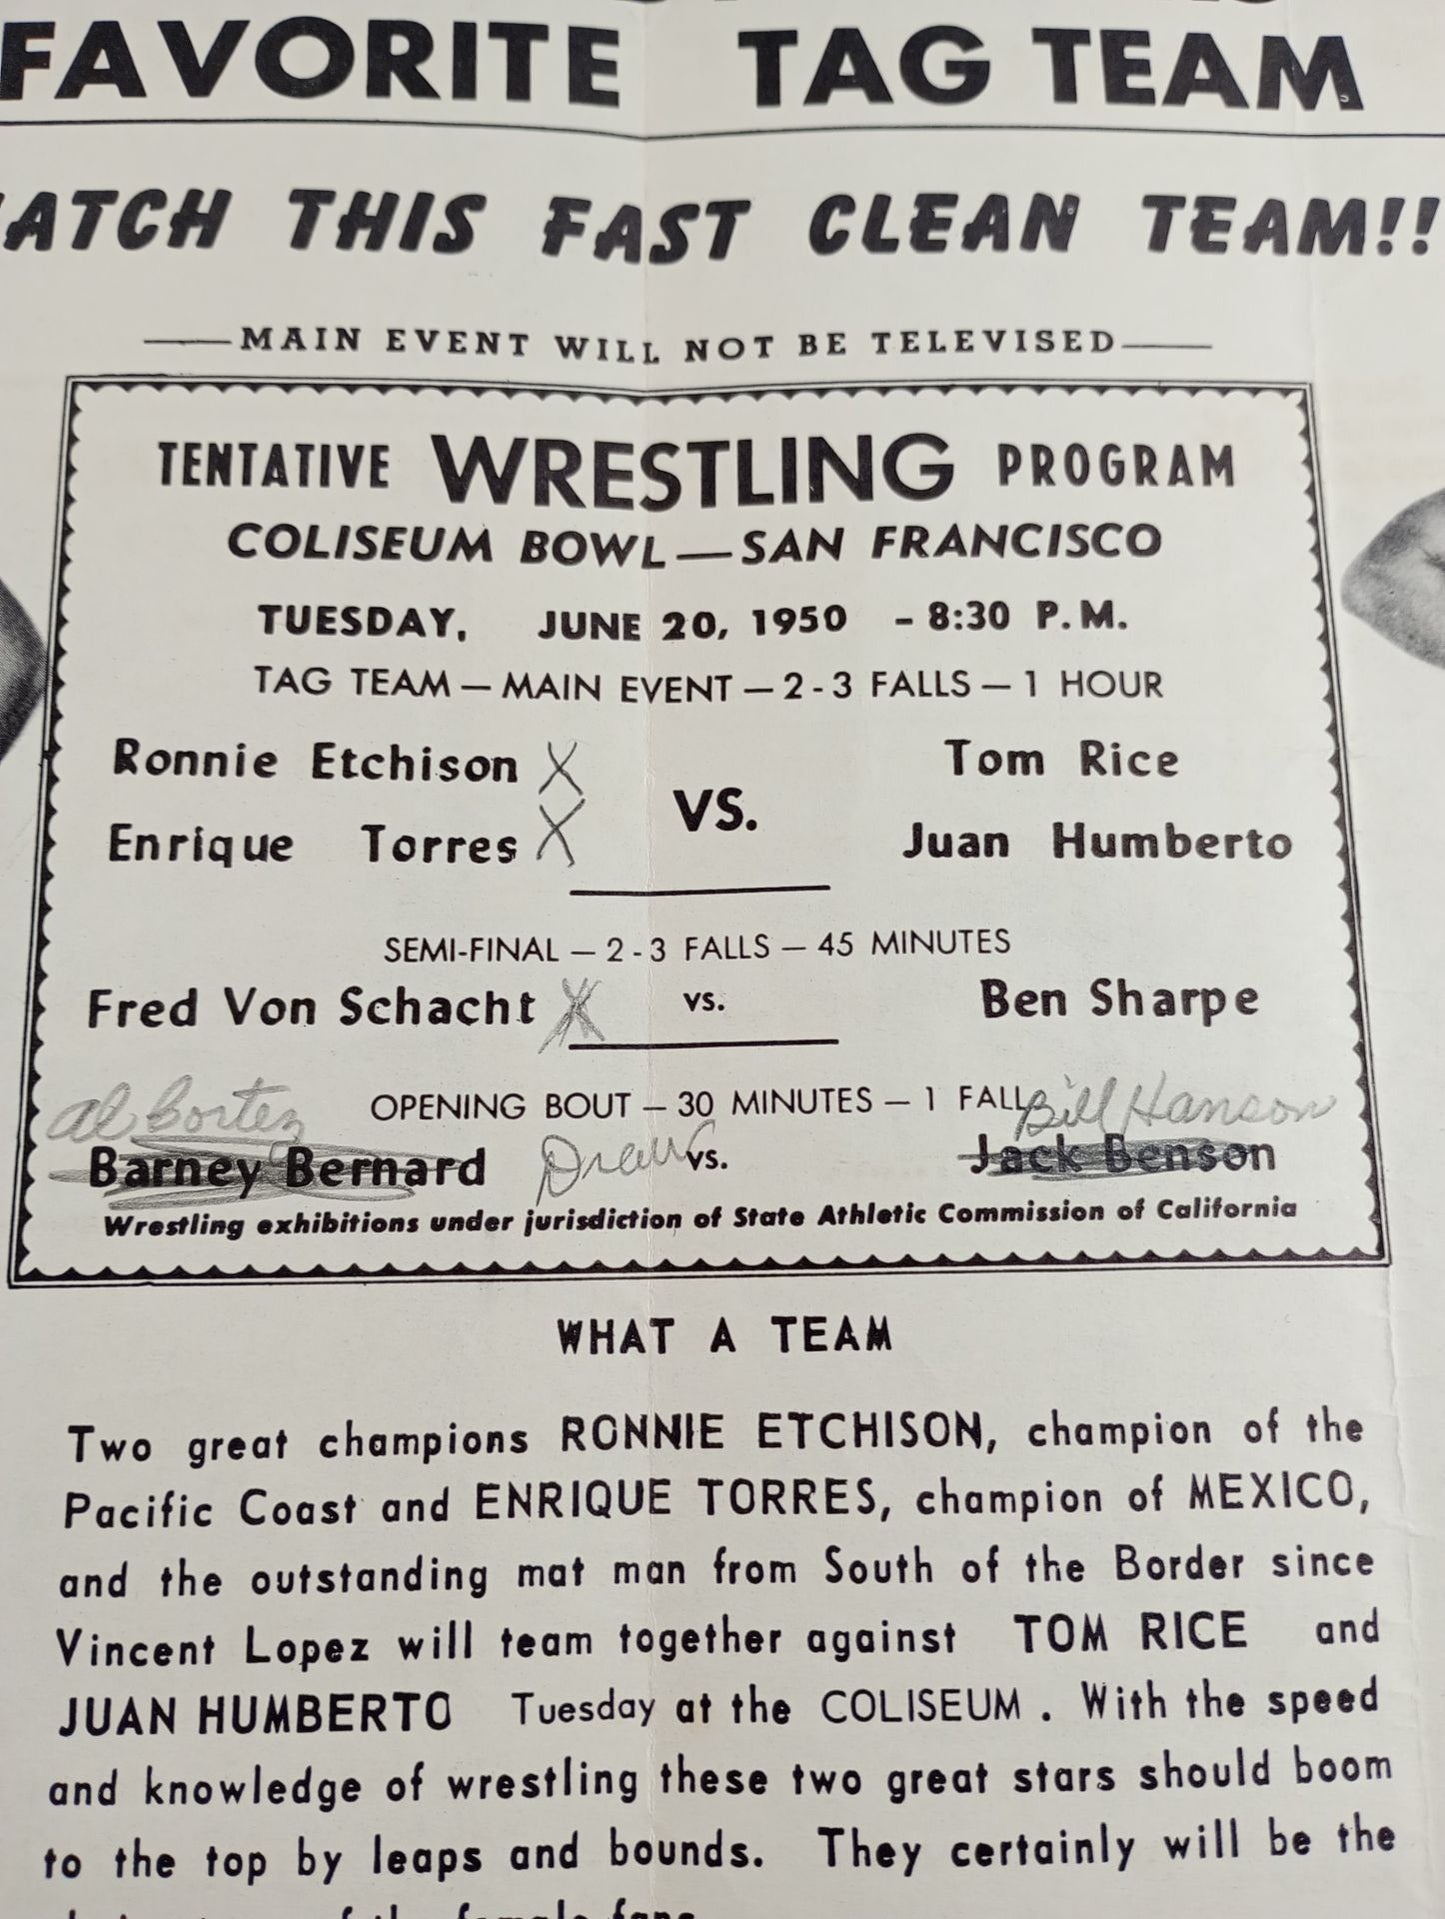 FAVORITE TAG TEAM
ATCH THIS FAST CLEAN TEAM!!
MAIN EVENT WILL NOT BE TELEVISED
TENTATIVE WRESTLING PROGRAM
COLISEUM BOWL—SAN FRANCISCO
TUESDAY, JUNE 20, 1950 - 8:30 P.M.
TAG TEAM — MAIN EVENT — 2-3 FALLS — 1 HOUR
Ronnie Etchison X Tom Rice
VS.
Enrique Torres X Juan Humberto
SEMI-FINAL — 2-3 FALLS — 45 MINUTES
Fred Von Schacht X vs. Ben Sharpe
Al Cortez OPENING BOUT — 30 MINUTES — 1 FALL Bill Hanson
Barney Bernard Draw vs. Jack Benson
Wrestling exhibitions under jurisdiction of State Athletic Commission of California
WHAT A TEAM
Two great champions RONNIE ETCHISON, champion of the
Pacific Coast and ENRIQUE TORRES, champion of MEXICO,
and the outstanding mat man from South of the Border since
Vincent Lopez will team together against TOM RICE and
JUAN HUMBERTO Tuesday at the COLISEUM . With the speed
and knowledge of wrestling these two great stars should boom
to the top by leaps and bounds. They certainly will be the
of the female fans